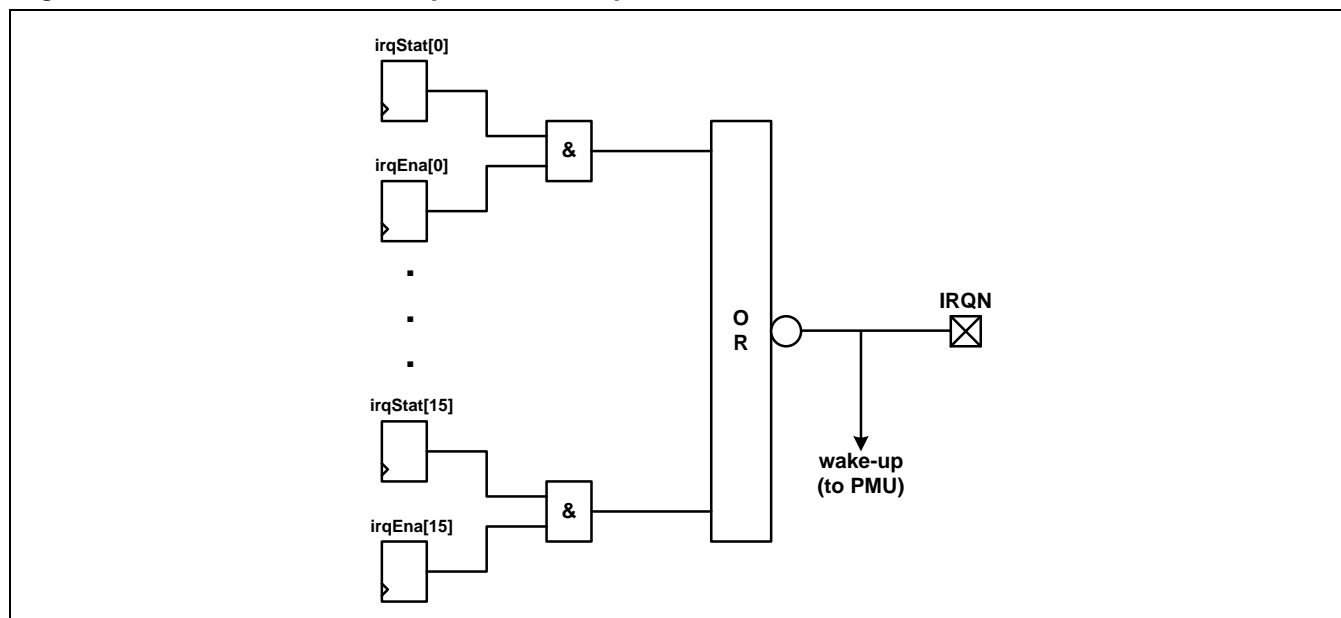 irqStat[0]
&
irqEna[0]
IRQN
O
R
irqStat[15]
wake-up
(to PMU)
&
irqEna[15]